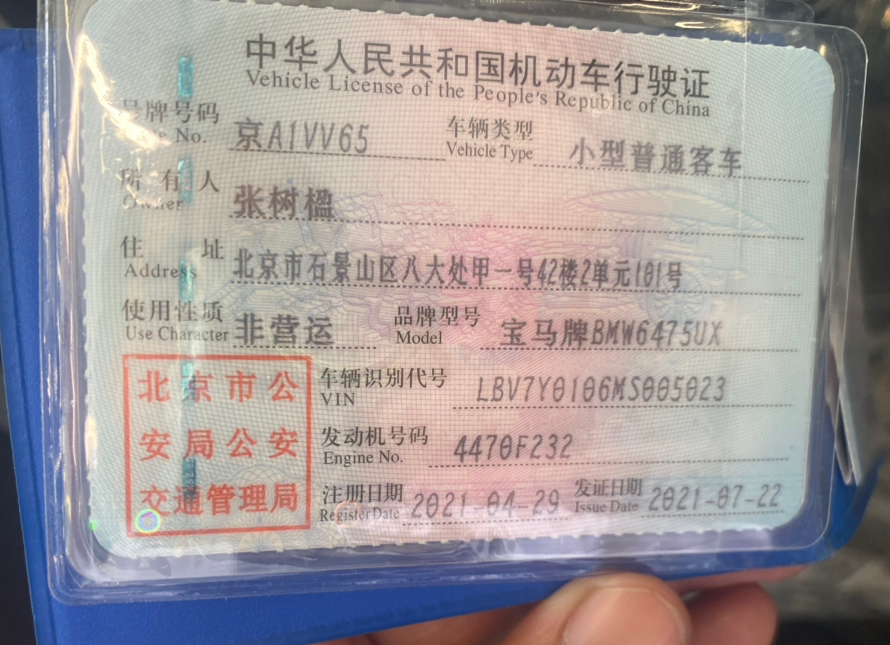 中华人民共和国机动车行驶证
Vehicle License of the People's Republic of China
号牌号码 京A1VV65 车辆类型 小型普通客车
No. Vehicle Type
所有人 张树楹
Owner
住址 北京市石景山区八大处甲一号42楼2单元101号
Address
使用性质 非营运 品牌型号 宝马牌BMW6475UX
Use Character Model
北京市公
安局公安
交通管理局
车辆识别代号 LBV7Y0106MS005023
VIN
发动机号码 4470F232
Engine No.
注册日期 2021-04-29 发证日期 2021-07-22
Register Date Issue Date